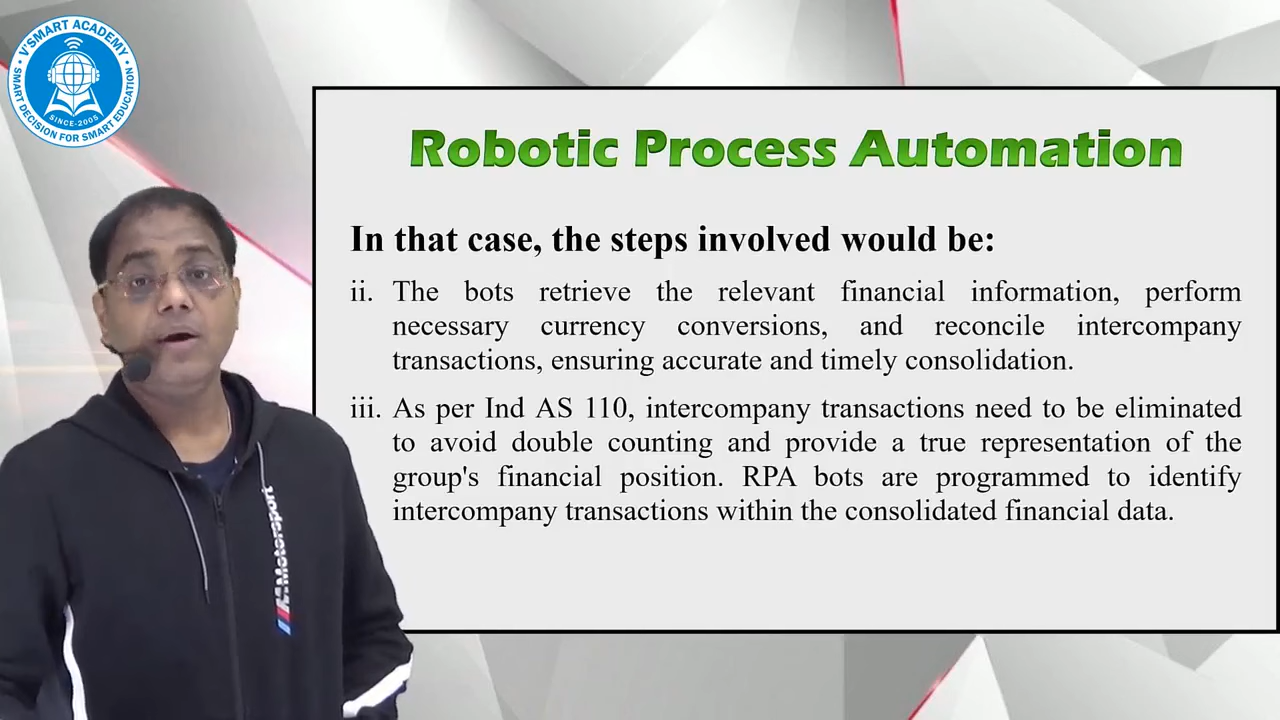 V'SMART ACADEMY
SMART DECISION FOR SMART EDUCATION
SINCE-2005
Robotic Process Automation
In that case, the steps involved would be:
ii. The bots retrieve the relevant financial information, perform
necessary currency conversions, and reconcile intercompany
transactions, ensuring accurate and timely consolidation.
iii. As per Ind AS 110, intercompany transactions need to be eliminated
to avoid double counting and provide a true representation of the
group's financial position. RPA bots are programmed to identify
intercompany transactions within the consolidated financial data.
Motorsport